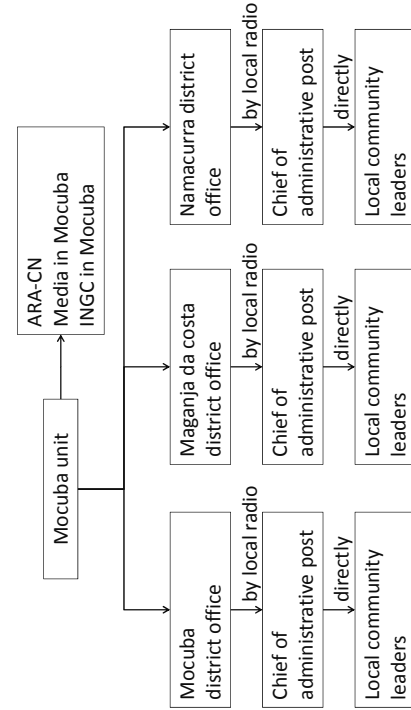 Mocuba unit
ARA-CN
Media in Mocuba
INGC in Mocuba
Mocuba
district office
by local radio
Chief of
administrative post
directly
Local community
leaders
Maganja da costa
district office
by local radio
Chief of
administrative post
directly
Local community
leaders
Namacurra district
office
by local radio
Chief of
administrative post
directly
Local community
leaders